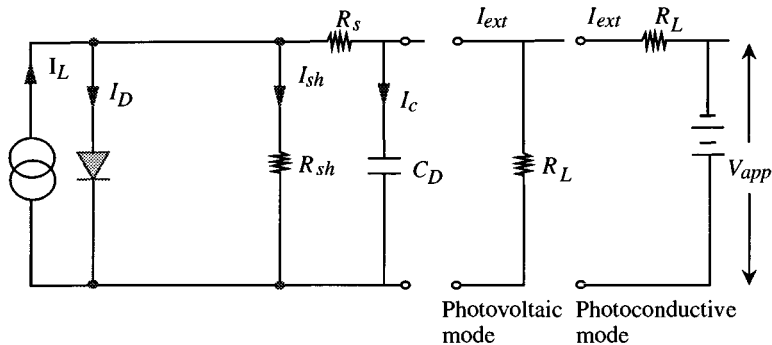 R_s
I_ext
I_ext
R_L
I_L
I_D
I_sh
I_c
R_sh
C_D
R_L
V_app
Photovoltaic
mode
Photoconductive
mode